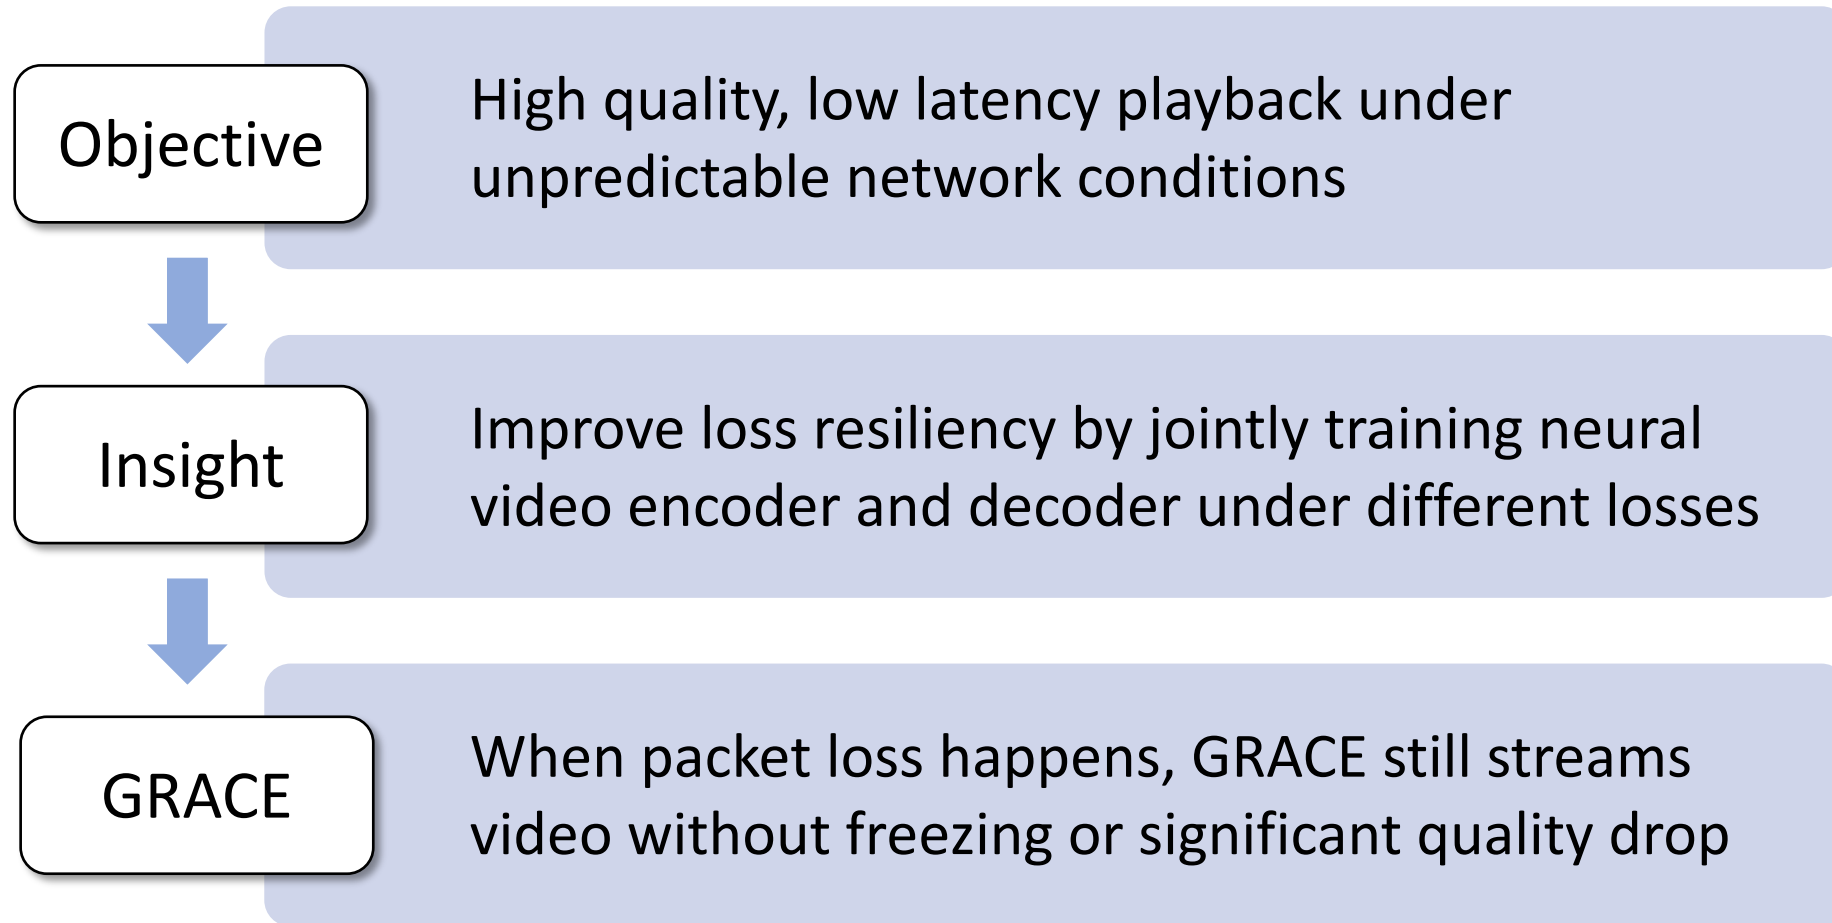 Objective
High quality, low latency playback under
unpredictable network conditions
Insight
Improve loss resiliency by jointly training neural
video encoder and decoder under different losses
GRACE
When packet loss happens, GRACE still streams
video without freezing or significant quality drop